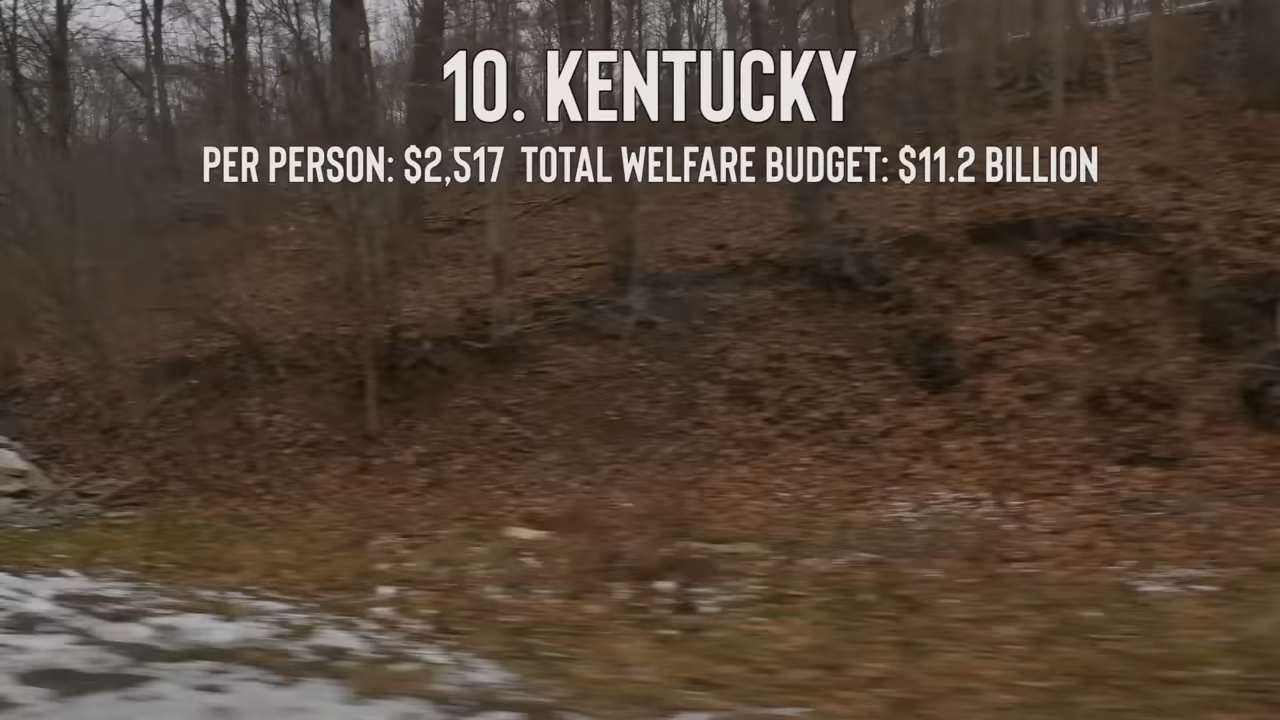 10. KENTUCKY
PER PERSON: $2,517 TOTAL WELFARE BUDGET: $11.2 BILLION